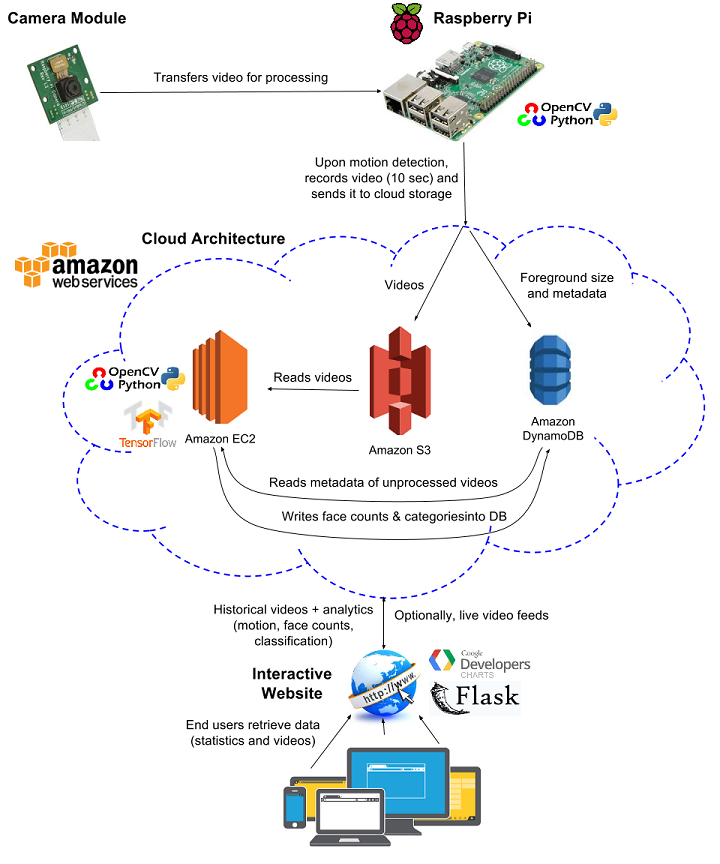 Camera Module
Raspberry Pi
Transfers video for processing
OpenCV
Python
Upon motion detection,
records video (10 sec) and
sends it to cloud storage
Cloud Architecture
amazon
web services
Videos
Foreground size
and metadata
OpenCV
Python
Reads videos
TensorFlow
Amazon EC2
Amazon S3
Amazon
DynamoDB
Reads metadata of unprocessed videos
Writes face counts & categoriesinto DB
Historical videos + analytics
(motion, face counts,
classification)
Optionally, live video feeds
Interactive
Website
http://www.
Google
Developers
CHARTS
Flask
End users retrieve data
(statistics and videos)